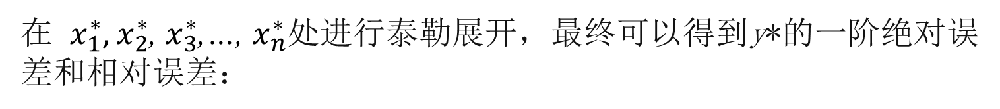 在 x₁*, x₂*, x₃*,..., xₙ*处进行泰勒展开，最终可以得到y*的一阶绝对误
差和相对误差：